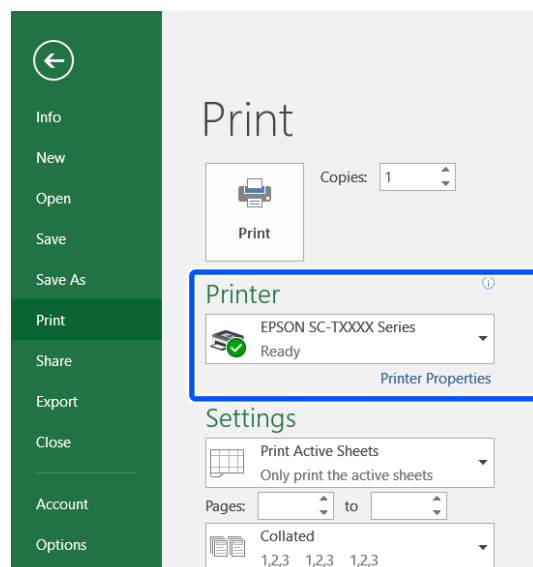 Info
New
Open
Save
Save As
Print
Share
Export
Close
Account
Options
Print
Copies: 1
Print
Printer
EPSON SC-TXXXX Series
Ready
Printer Properties
Settings
Print Active Sheets
Only print the active sheets
Pages: to
Collated
1,2,3 1,2,3 1,2,3